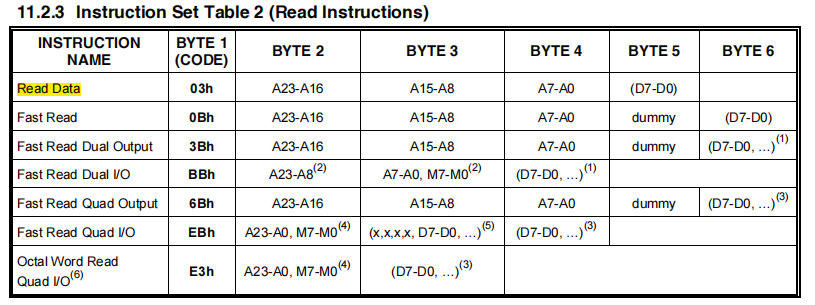 11.2.3 Instruction Set Table 2 (Read Instructions)
INSTRUCTION NAME BYTE 1 (CODE) BYTE 2 BYTE 3 BYTE 4 BYTE 5 BYTE 6
Read Data 03h A23-A16 A15-A8 A7-A0 (D7-D0)
Fast Read 0Bh A23-A16 A15-A8 A7-A0 dummy (D7-D0)
Fast Read Dual Output 3Bh A23-A16 A15-A8 A7-A0 dummy (D7-D0, ...)(1)
Fast Read Dual I/O BBh A23-A8(2) A7-A0, M7-M0(2) (D7-D0, ...)(1)
Fast Read Quad Output 6Bh A23-A16 A15-A8 A7-A0 dummy (D7-D0, ...)(3)
Fast Read Quad I/O EBh A23-A0, M7-M0(4) (x,x,x,x, D7-D0, ...)(5) (D7-D0, ...)(3)
Octal Word Read Quad I/O(6) E3h A23-A0, M7-M0(4) (D7-D0, ...)(3)